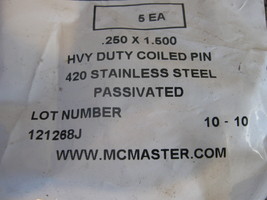 5 EA
.250 X 1.500
HVY DUTY COILED PIN
420 STAINLESS STEEL
PASSIVATED
LOT NUMBER 10 - 10
121268J
WWW.MCMASTER.COM